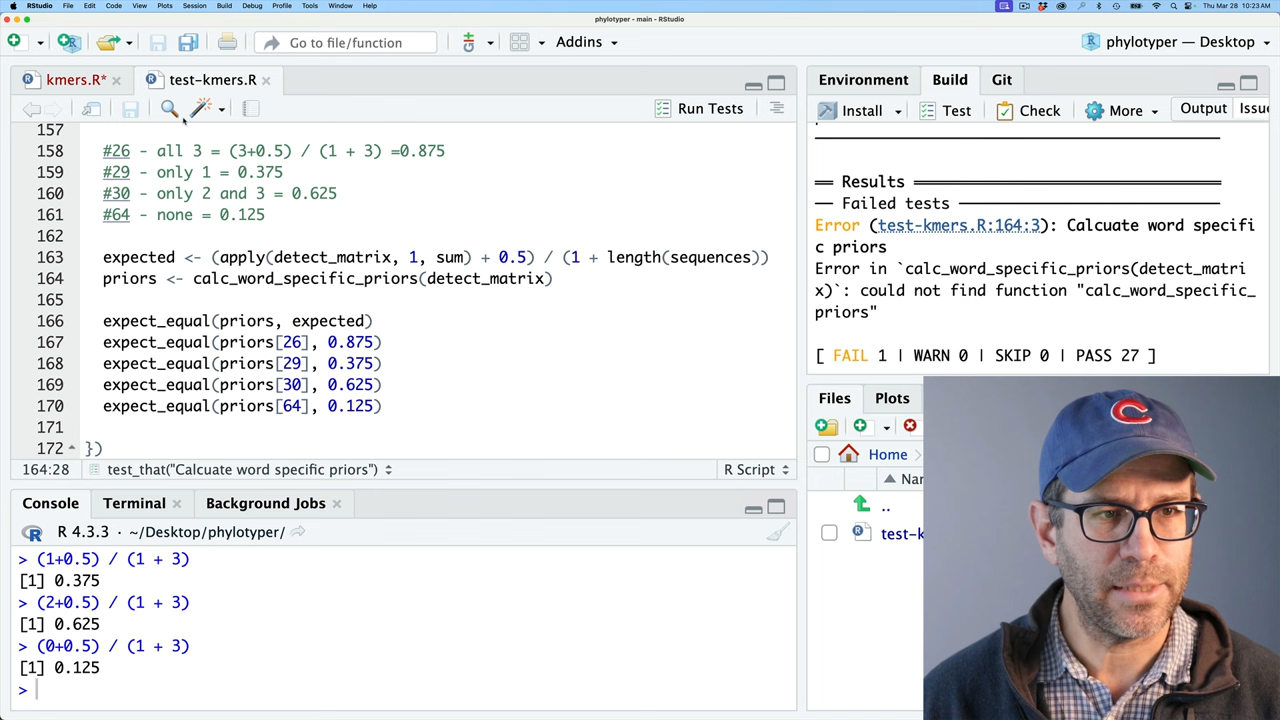 RStudio File Edit Code View Plots Session Build Debug Profile Tools Window Help Thu Mar 28 10:23 AM
phylotyper - main - RStudio
Go to file/function Addins phylotyper — Desktop
kmers.R* test-kmers.R
Run Tests
157
158 #26 - all 3 = (3+0.5) / (1 + 3) =0.875
159 #29 - only 1 = 0.375
160 #30 - only 2 and 3 = 0.625
161 #64 - none = 0.125
162
163 expected <- (apply(detect_matrix, 1, sum) + 0.5) / (1 + length(sequences))
164 priors <- calc_word_specific_priors(detect_matrix)
165
166 expect_equal(priors, expected)
167 expect_equal(priors[26], 0.875)
168 expect_equal(priors[29], 0.375)
169 expect_equal(priors[30], 0.625)
170 expect_equal(priors[64], 0.125)
171
172 })
164:28 test_that("Calcuate word specific priors") R Script
Console Terminal Background Jobs
R 4.3.3 · ~/Desktop/phylotyper/
> (1+0.5) / (1 + 3)
[1] 0.375
> (2+0.5) / (1 + 3)
[1] 0.625
> (0+0.5) / (1 + 3)
[1] 0.125
>
Environment Build Git
Install Test Check More Output Issue
══ Results ══
── Failed tests ──
Error (test-kmers.R:164:3): Calcuate word specifi
c priors
Error in `calc_word_specific_priors(detect_matri
x)`: could not find function "calc_word_specific_
priors"
[ FAIL 1 | WARN 0 | SKIP 0 | PASS 27 ]
Files Plots
Home
Nar
..
test-k